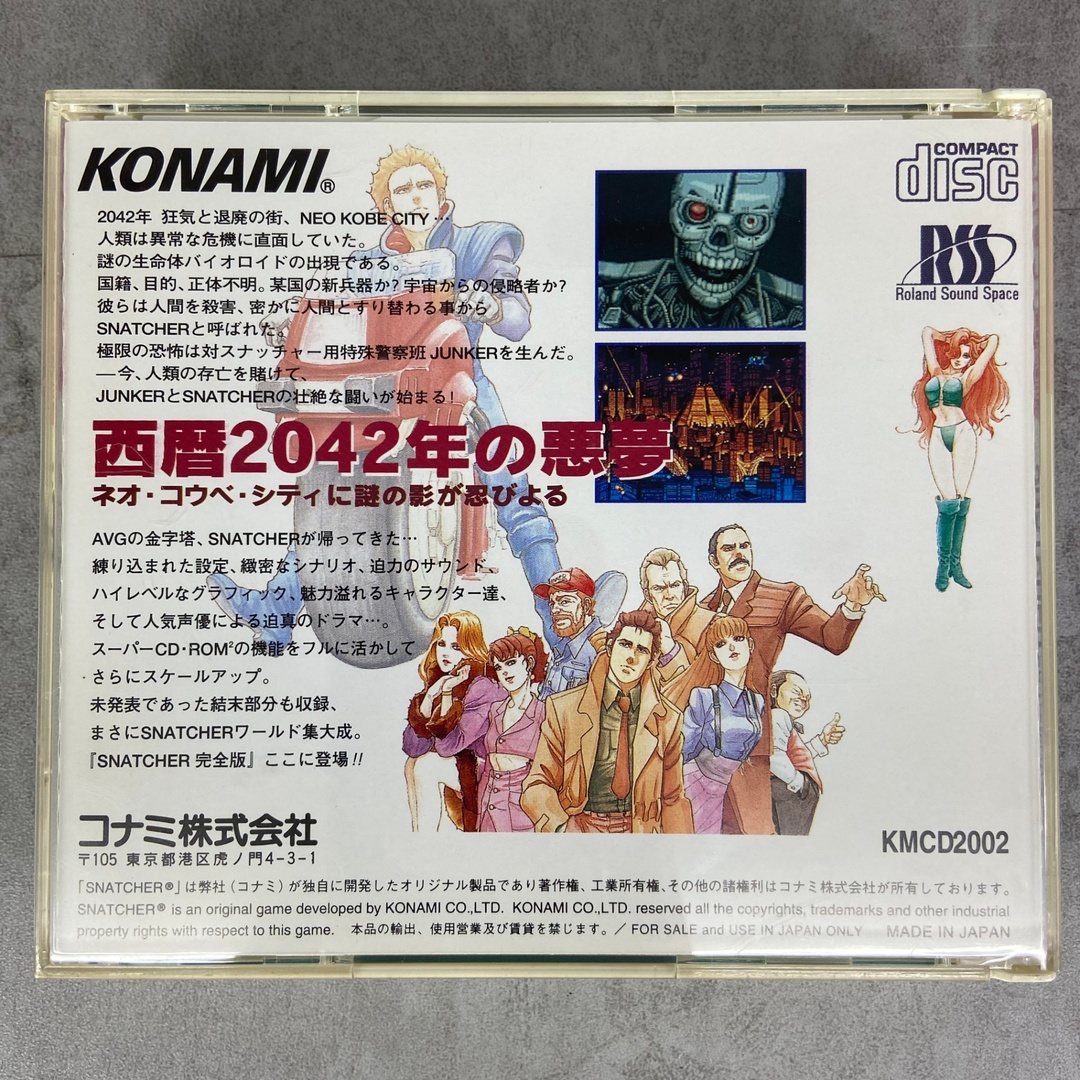 KONAMI®
COMPACT
disc
RSS
Roland Sound Space
2042年 狂気と退廃の街、NEO KOBE CITY…
人類は異常な危機に直面していた。
謎の生命体バイオロイドの出現である。
国籍、目的、正体不明。某国の新兵器か?宇宙からの侵略者か?
彼らは人間を殺害、密かに人間とすり替わる事から
SNATCHERと呼ばれた。
極限の恐怖は対スナッチャー用特殊警察班JUNKERを生んだ。
—今、人類の存亡を賭けて、
JUNKERとSNATCHERの壮絶な闘いが始まる!
西暦2042年の悪夢
ネオ・コウベ・シティに謎の影が忍びよる
AVGの金字塔、SNATCHERが帰ってきた…
練り込まれた設定、緻密なシナリオ、迫力のサウンド、
ハイレベルなグラフィック、魅力溢れるキャラクター達、
そして人気声優による迫真のドラマ…。
スーパーCD・ROM²の機能をフルに活かして
さらにスケールアップ。
未発表であった結末部分も収録、
まさにSNATCHERワールド集大成。
『SNATCHER 完全版』ここに登場!!
コナミ株式会社
〒105 東京都港区虎ノ門4-3-1
KMCD2002
「SNATCHER®」は弊社(コナミ)が独自に開発したオリジナル製品であり著作権、工業所有権、その他の諸権利はコナミ株式会社が所有しております。
SNATCHER® is an original game developed by KONAMI CO.,LTD. KONAMI CO.,LTD. reserved all the copyrights, trademarks and other industrial
property rights with respect to this game. 本品の輸出、使用営業及び賃貸を禁じます。/ FOR SALE and USE IN JAPAN ONLY MADE IN JAPAN